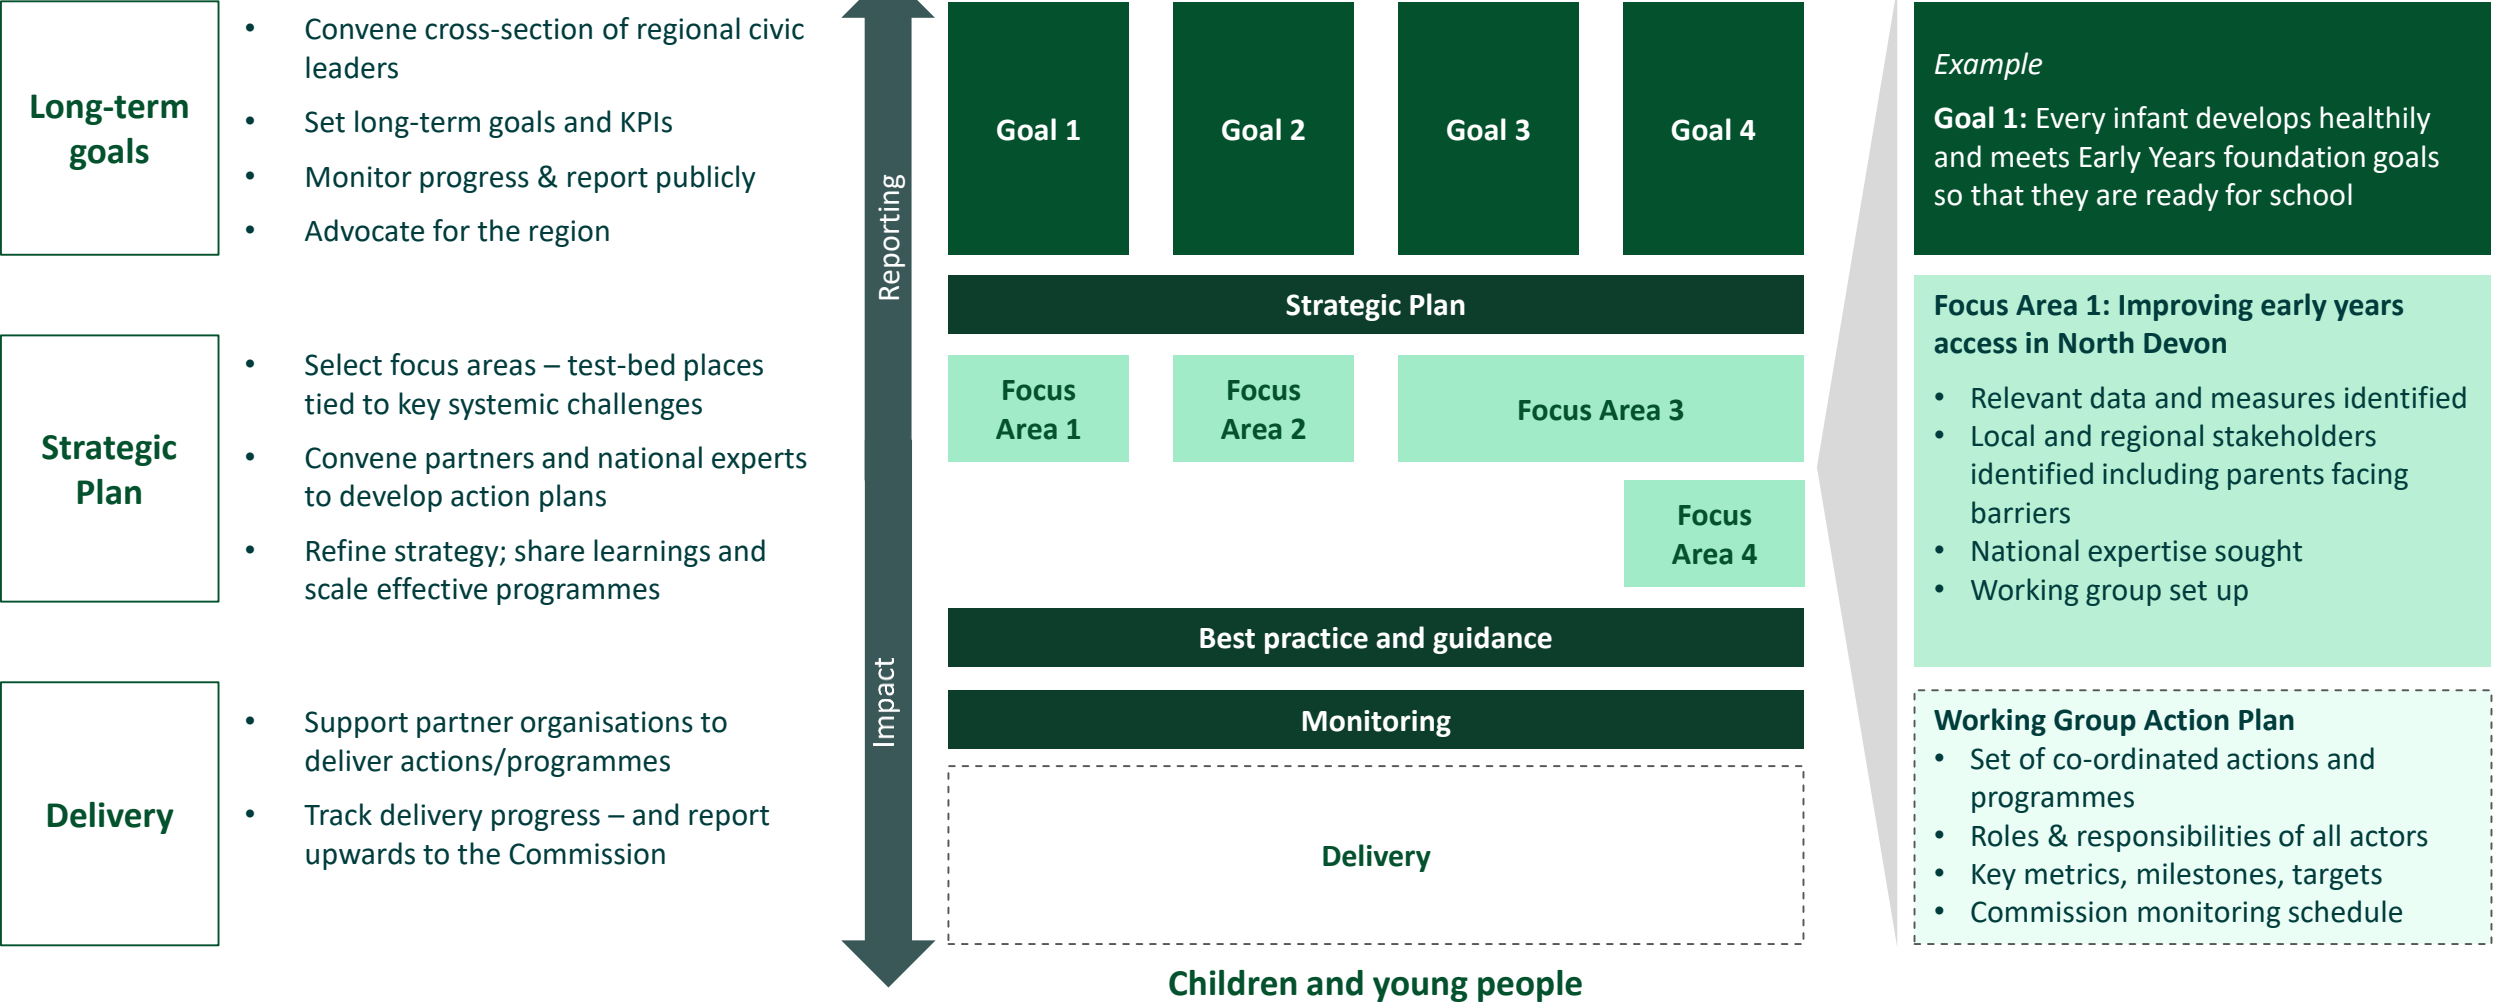 Long-term
goals
• Convene cross-section of regional civic
leaders
• Set long-term goals and KPIs
• Monitor progress & report publicly
• Advocate for the region
Strategic
Plan
• Select focus areas – test-bed places
tied to key systemic challenges
• Convene partners and national experts
to develop action plans
• Refine strategy; share learnings and
scale effective programmes
Delivery
• Support partner organisations to
deliver actions/programmes
• Track delivery progress – and report
upwards to the Commission
Reporting
Impact
Goal 1
Goal 2
Goal 3
Goal 4
Strategic Plan
Focus
Area 1
Focus
Area 2
Focus Area 3
Focus
Area 4
Best practice and guidance
Monitoring
Delivery
Children and young people
Example
Goal 1: Every infant develops healthily
and meets Early Years foundation goals
so that they are ready for school
Focus Area 1: Improving early years
access in North Devon
• Relevant data and measures identified
• Local and regional stakeholders
identified including parents facing
barriers
• National expertise sought
• Working group set up
Working Group Action Plan
• Set of co-ordinated actions and
programmes
• Roles & responsibilities of all actors
• Key metrics, milestones, targets
• Commission monitoring schedule